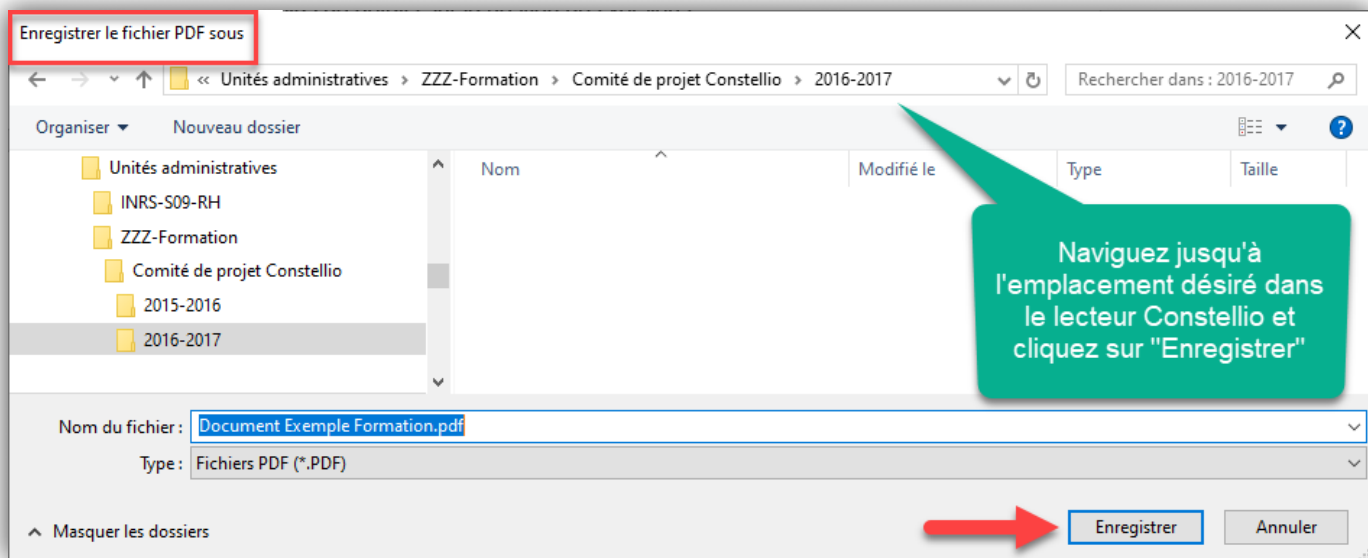 Enregistrer le fichier PDF sous
« Unités administratives > ZZZ-Formation > Comité de projet Constellio > 2016-2017
Rechercher dans : 2016-2017
Organiser
Nouveau dossier
Unités administratives
INRS-S09-RH
ZZZ-Formation
Comité de projet Constellio
2015-2016
2016-2017
Nom
Modifié le
Type
Taille
Naviguez jusqu'à
l'emplacement désiré dans
le lecteur Constellio et
cliquez sur "Enregistrer"
Nom du fichier : Document Exemple Formation.pdf
Type : Fichiers PDF (*.PDF)
Masquer les dossiers
Enregistrer
Annuler